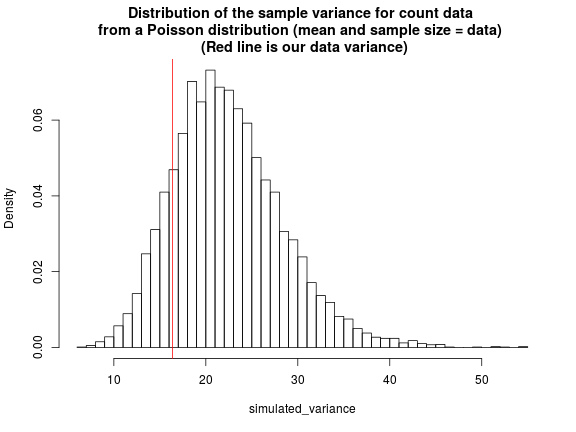 Distribution of the sample variance for count data
from a Poisson distribution (mean and sample size = data)
(Red line is our data variance)
Density
0.06
0.04
0.02
0.00
10 20 30 40 50
simulated_variance